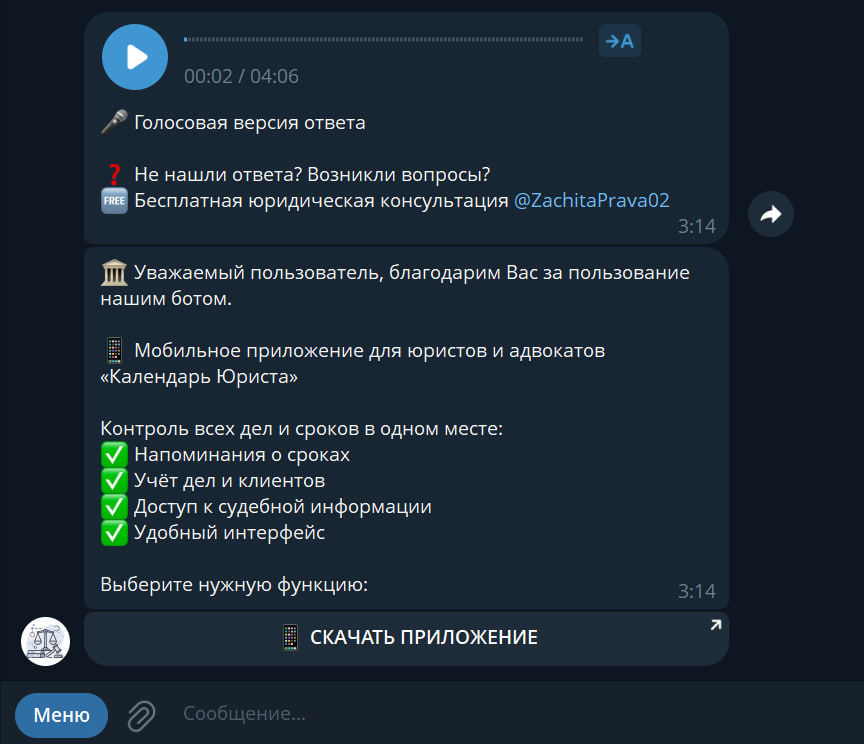 00:02 / 04:06
→A
🎤 Голосовая версия ответа
❓ Не нашли ответа? Возникли вопросы?
🆓 Бесплатная юридическая консультация @ZachitaPrava02
3:14
🏛 Уважаемый пользователь, благодарим Вас за пользование
нашим ботом.
📱 Мобильное приложение для юристов и адвокатов
«Календарь Юриста»
Контроль всех дел и сроков в одном месте:
✅ Напоминания о сроках
✅ Учёт дел и клиентов
✅ Доступ к судебной информации
✅ Удобный интерфейс
Выберите нужную функцию:
3:14
📱 СКАЧАТЬ ПРИЛОЖЕНИЕ
Меню
Сообщение...